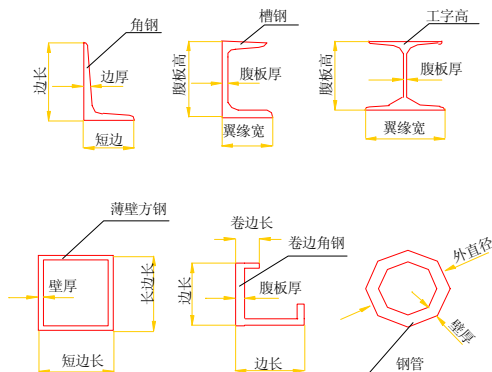 角钢
边长
边厚
短边
槽钢
腹板高
腹板厚
翼缘宽
工字高
腹板高
腹板厚
翼缘宽
薄壁方钢
壁厚
长边长
短边长
卷边长
卷边角钢
边长
腹板厚
边长
外直径
壁厚
钢管